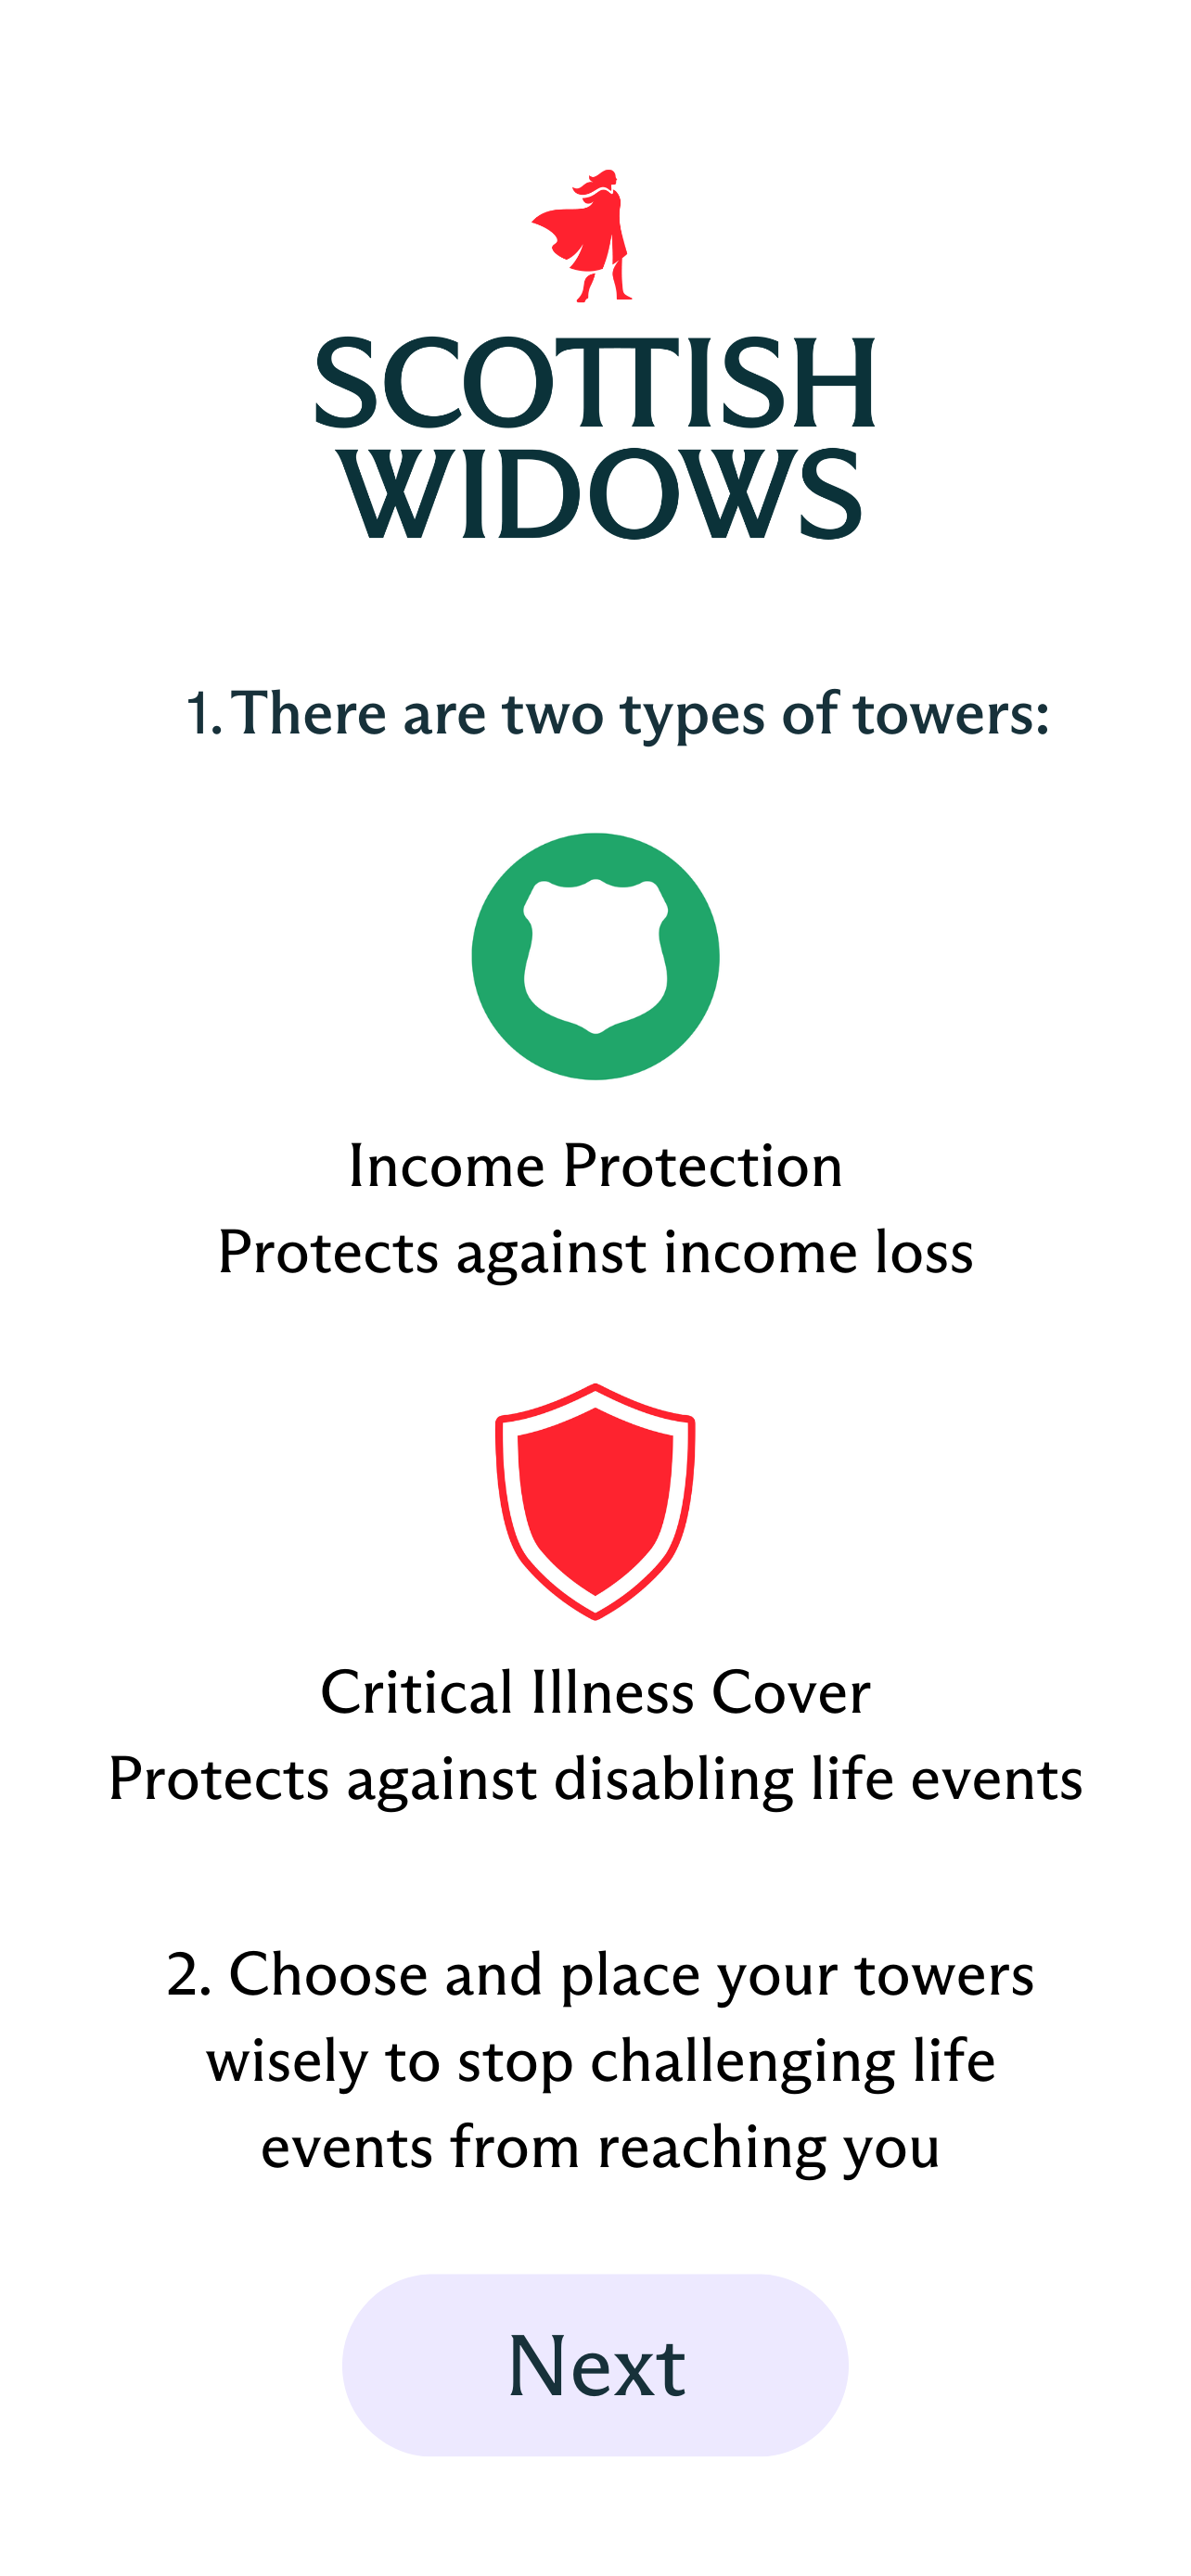 SCOTTISH
WIDOWS
1. There are two types of towers:
Income Protection
Protects against income loss
Critical Illness Cover
Protects against disabling life events
2. Choose and place your towers
wisely to stop challenging life
events from reaching you
Next